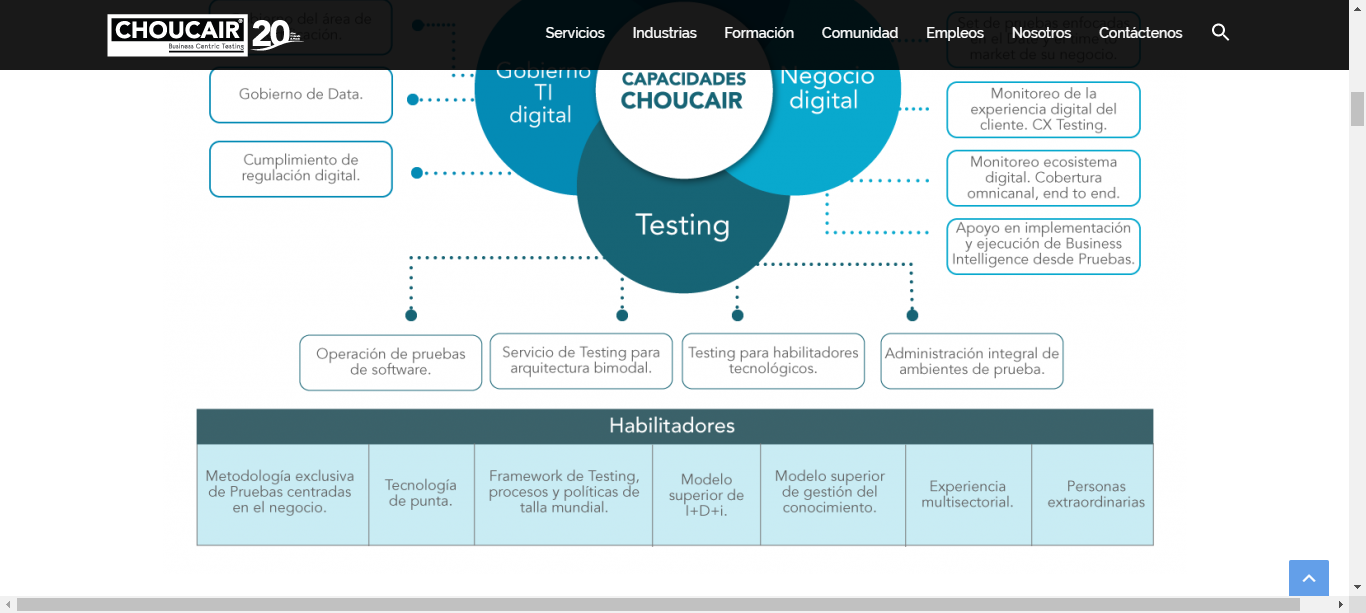 CHOUCAIR
Business Centric Testing
20
Servicios
Industrias
Formación
Comunidad
Empleos
Nosotros
Contáctenos
del área de
Set de pruebas enfocadas
market de su negocio.
Gobierno
TI
digital
CAPACIDADES
CHOUCAIR
Negocio
digital
Gobierno de Data.
Cumplimiento de
regulación digital.
Monitoreo de la
experiencia digital del
cliente. CX Testing.
Monitoreo ecosistema
digital. Cobertura
omnicanal, end to end.
Apoyo en implementación
y ejecución de Business
Intelligence desde Pruebas.
Testing
Operación de pruebas
de software.
Servicio de Testing para
arquitectura bimodal.
Testing para habilitadores
tecnológicos.
Administración integral de
ambientes de prueba.
Habilitadores
Metodología exclusiva
de Pruebas centradas
en el negocio.
Tecnología
de punta.
Framework de Testing,
procesos y políticas de
talla mundial.
Modelo
superior de
I+D+i.
Modelo superior
de gestión del
conocimiento.
Experiencia
multisectorial.
Personas
extraordinarias